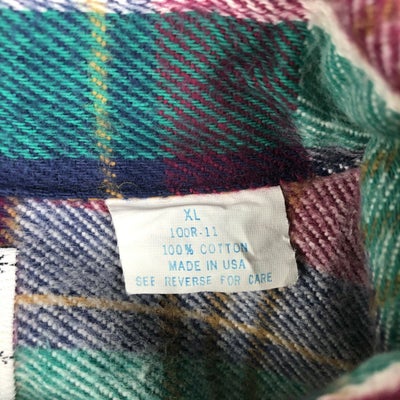 XL
100R-11
100% COTTON
MADE IN USA
SEE REVERSE FOR CARE